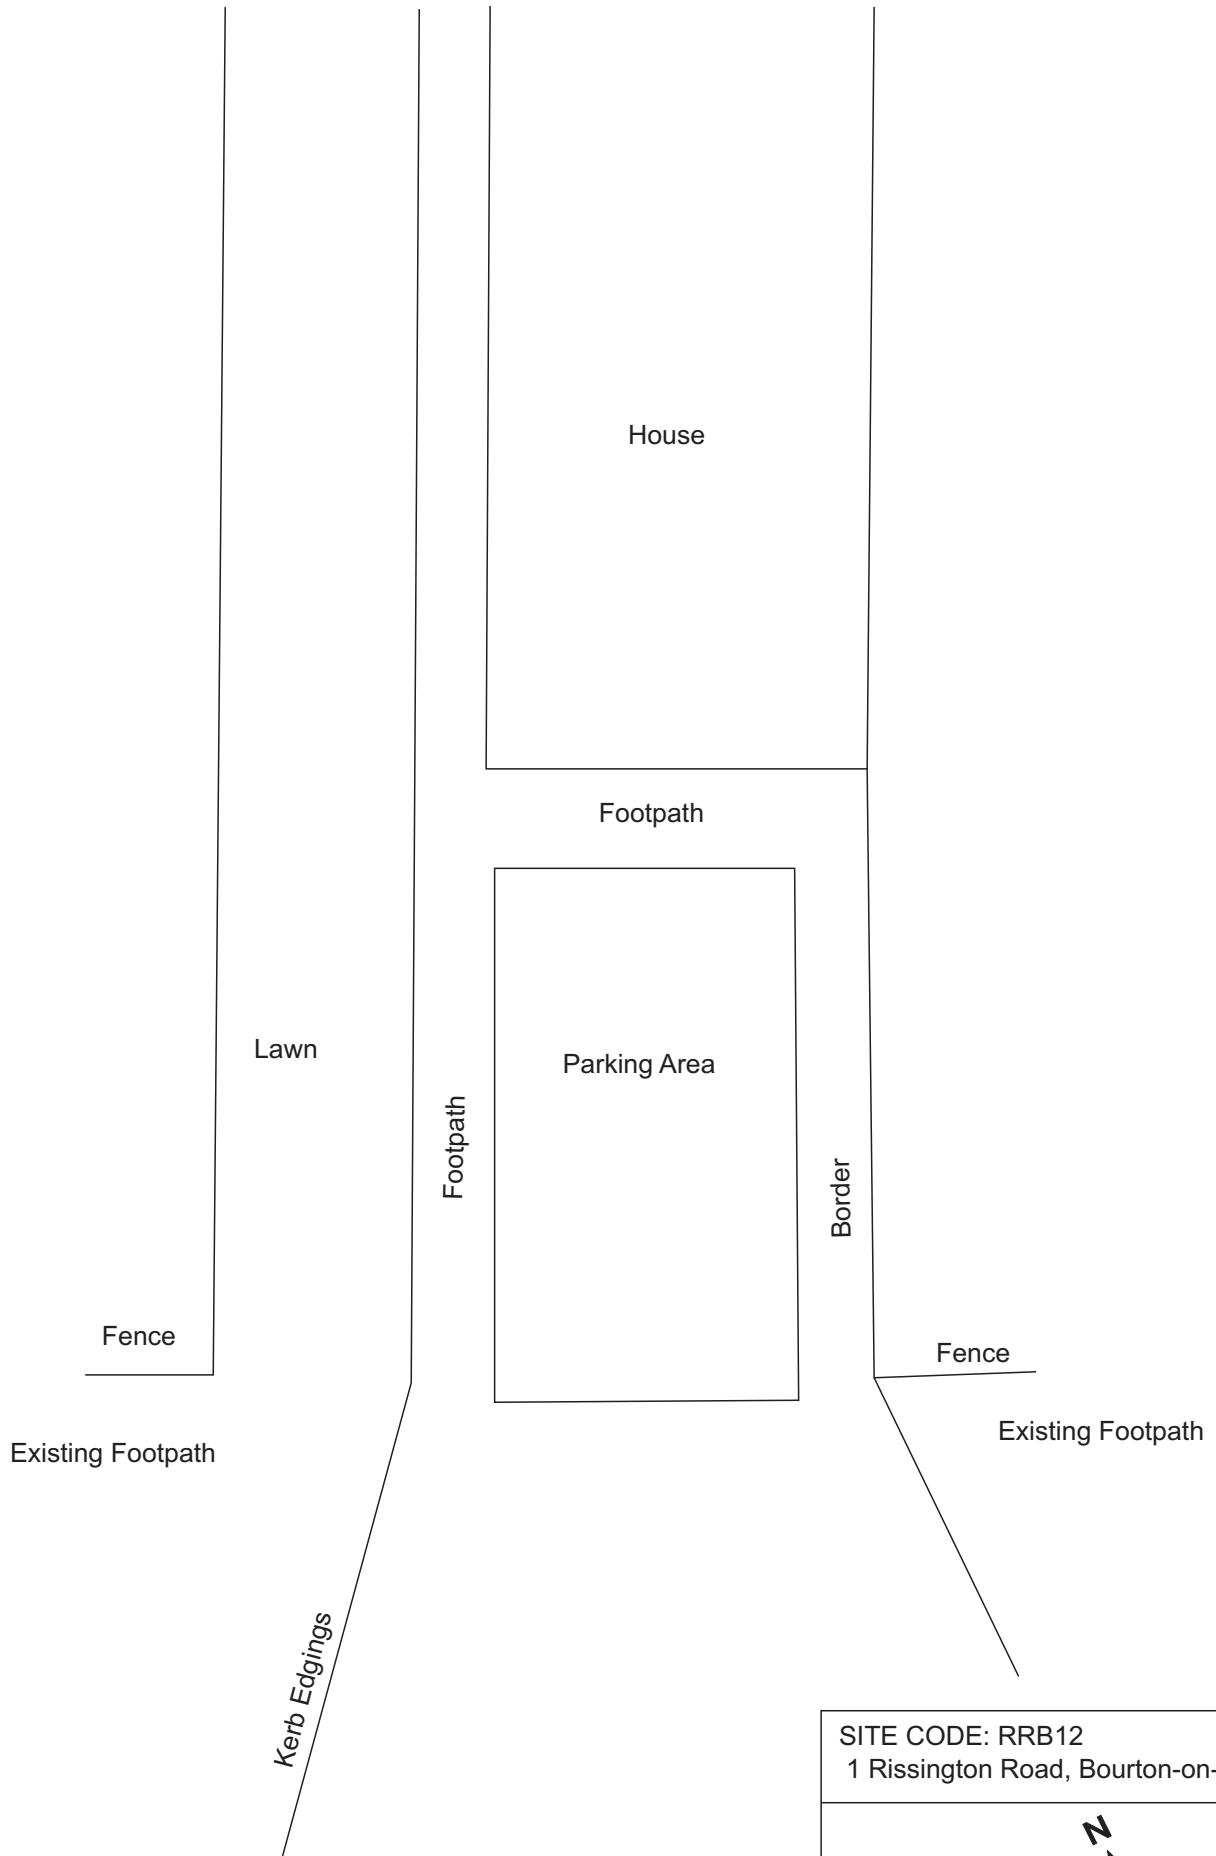 House
Footpath
Lawn
Parking Area
Footpath
Border
Fence
Fence
Existing Footpath
Existing Footpath
Kerb Edgings
SITE CODE: RRB12
1 Rissington Road, Bourton-on-
N